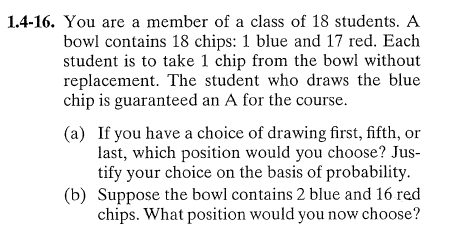 1.4-16. You are a member of a class of 18 students. A
bowl contains 18 chips: 1 blue and 17 red. Each
student is to take 1 chip from the bowl without
replacement. The student who draws the blue
chip is guaranteed an A for the course.
(a) If you have a choice of drawing first, fifth, or
last, which position would you choose? Jus-
tify your choice on the basis of probability.
(b) Suppose the bowl contains 2 blue and 16 red
chips. What position would you now choose?